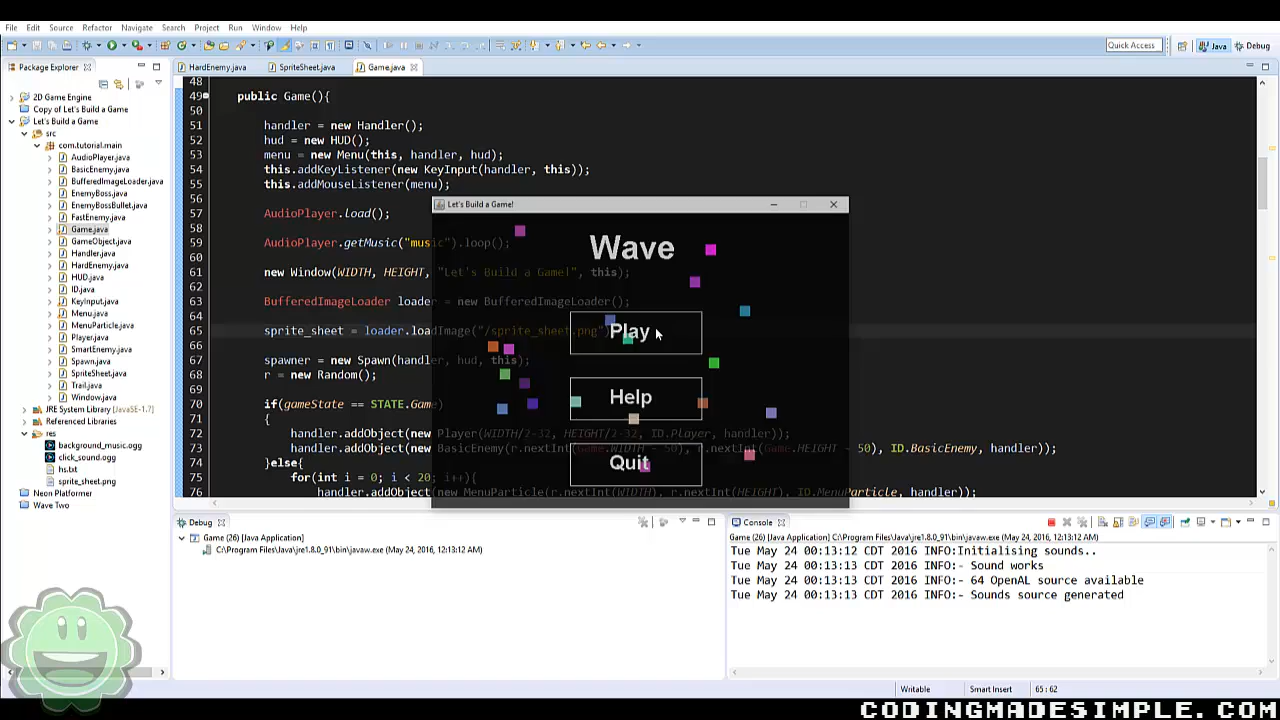 File Edit Source Refactor Navigate Search Project Run Window Help
Quick Access Java Debug
Package Explorer
2D Game Engine
Copy of Let's Build a Game
Let's Build a Game
src
com.tutorial.main
AudioPlayer.java
BasicEnemy.java
BufferedImageLoader.java
EnemyBoss.java
EnemyBossBullet.java
FastEnemy.java
Game.java
GameObject.java
Handler.java
HardEnemy.java
HUD.java
ID.java
KeyInput.java
Menu.java
MenuParticle.java
Player.java
SmartEnemy.java
Spawn.java
SpriteSheet.java
Trail.java
Window.java
JRE System Library [JavaSE-1.7]
Referenced Libraries
res
background_music.ogg
click_sound.ogg
hs.txt
sprite_sheet.png
Neon Platformer
Wave Two
HardEnemy.java SpriteSheet.java Game.java
48
49 public Game(){
50
51 handler = new Handler();
52 hud = new HUD();
53 menu = new Menu(this, handler, hud);
54 this.addKeyListener(new KeyInput(handler, this));
55 this.addMouseListener(menu);
56
57 AudioPlayer.load();
58
59 AudioPlayer.getMusic("music").loop();
60
61 new Window(WIDTH, HEIGHT, "Let's Build a Game!", this);
62
63 BufferedImageLoader loader = new BufferedImageLoader();
64
65 sprite_sheet = loader.loadImage("/sprite_sheet.png")
66
67 spawner = new Spawn(handler, hud, this);
68 r = new Random();
69
70 if(gameState == STATE.Game)
71 {
72 handler.addObject(new Player(WIDTH/2-32, HEIGHT/2-32, ID.Player, handler));
73 handler.addObject(new BasicEnemy(r.nextInt(Game.WIDTH - 50), r.nextInt(Game.HEIGHT - 50), ID.BasicEnemy, handler));
74 }else{
75 for(int i = 0; i < 20; i++){
76 handler.addObject(new MenuParticle(r.nextInt(WIDTH), r.nextInt(HEIGHT), ID.MenuParticle, handler));
Let's Build a Game!
Wave
Play
Help
Quit
Debug
Game (26) [Java Application]
C:\Program Files\Java\jre1.8.0_91\bin\javaw.exe (May 24, 2016, 12:13:12 AM)
Console
Game (26) [Java Application] C:\Program Files\Java\jre1.8.0_91\bin\javaw.exe (May 24, 2016, 12:13:12 AM)
Tue May 24 00:13:12 CDT 2016 INFO:Initialising sounds..
Tue May 24 00:13:13 CDT 2016 INFO:- Sound works
Tue May 24 00:13:13 CDT 2016 INFO:- 64 OpenAL source available
Tue May 24 00:13:13 CDT 2016 INFO:- Sounds source generated
Writable Smart Insert 65 : 62
CODINGMADESIMPLE.COM